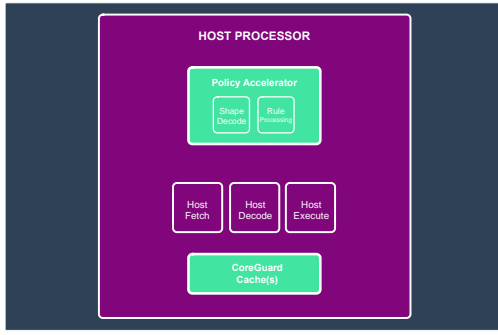 HOST PROCESSOR
Policy Accelerator
Shape Decode
Rule Processing
Host Fetch
Host Decode
Host Execute
CoreGuard
Cache(s)